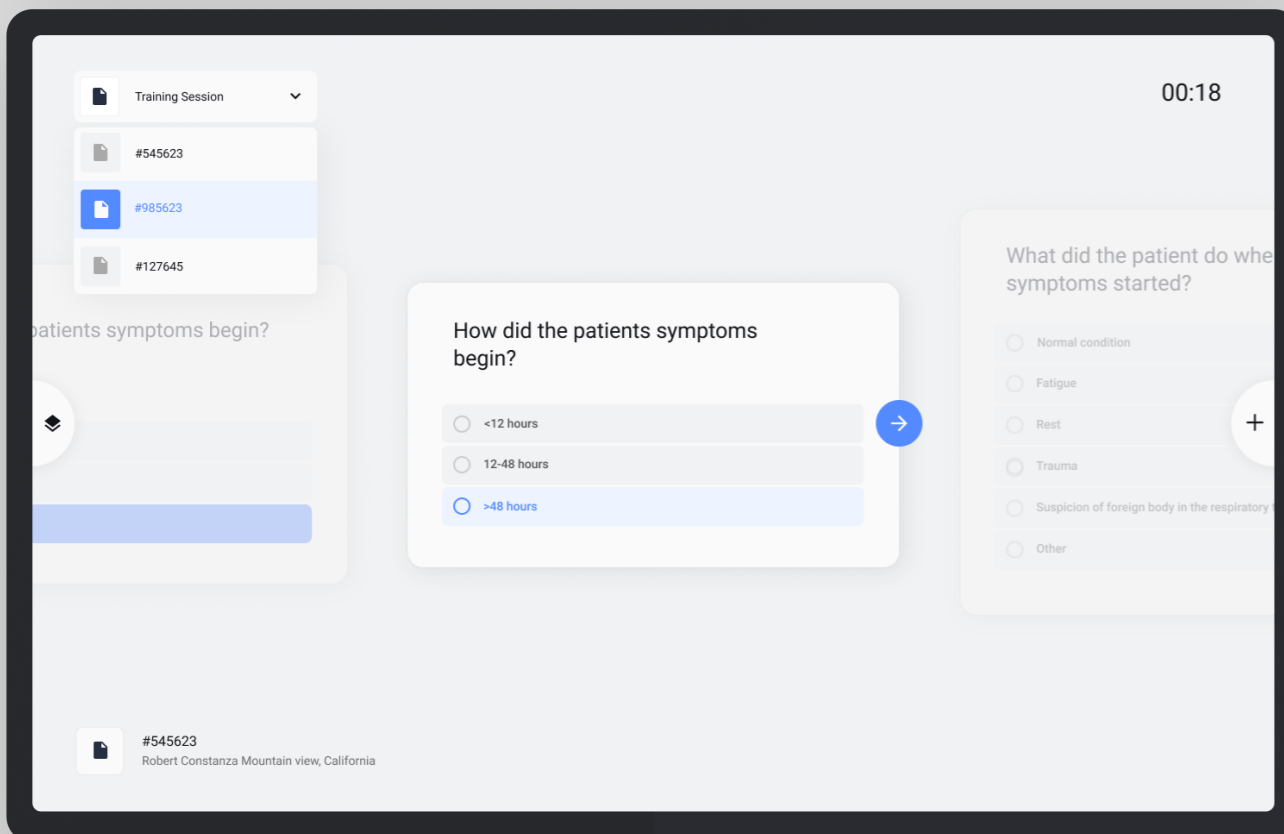 Training Session
00:18
#545623
#985623
#127645
patients symptoms begin?
How did the patients symptoms
begin?
<12 hours
12-48 hours
>48 hours
What did the patient do
symptoms started?
Normal condition
Fatigue
Rest
Trauma
Suspicion of foreign body in the respiratory
Other
#545623
Robert Constanza Mountain view, California